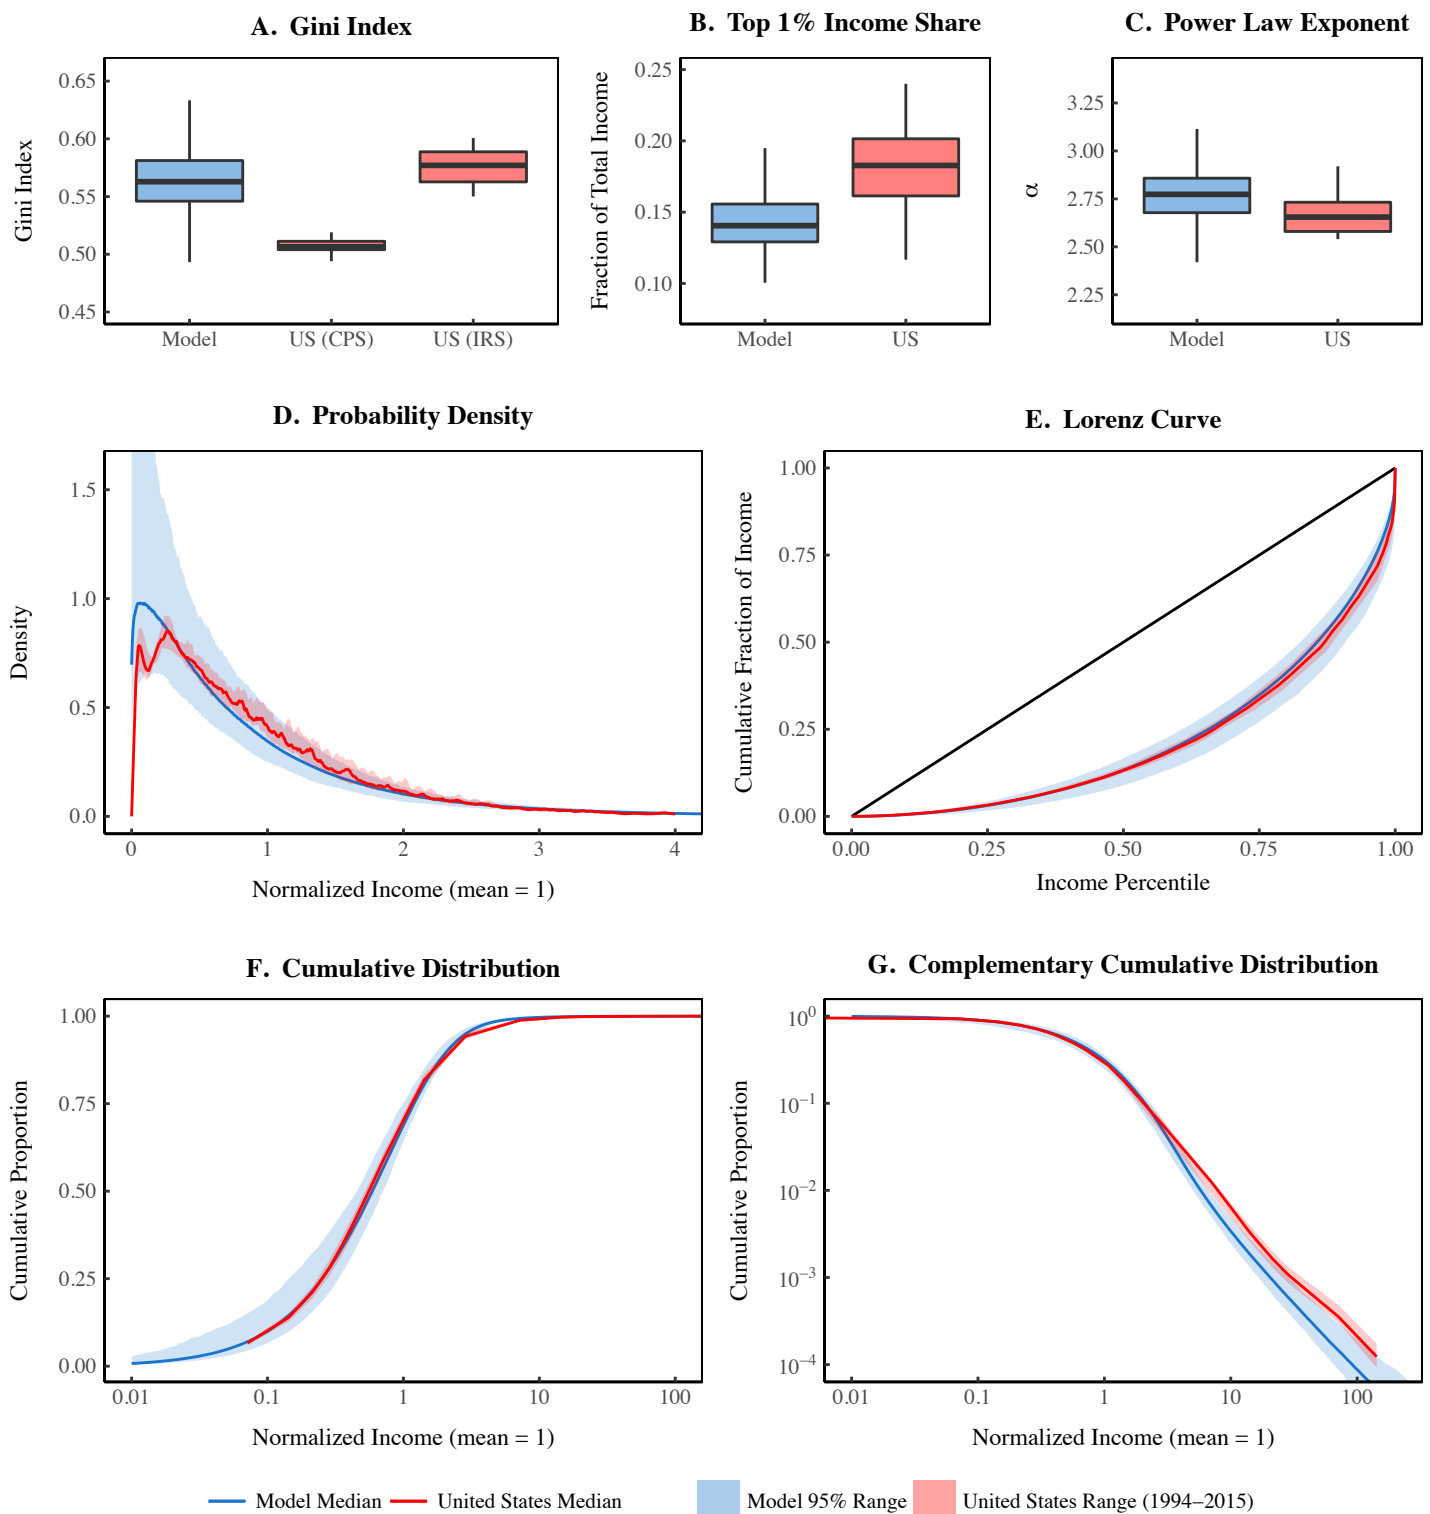 A. Gini Index
B. Top 1% Income Share
C. Power Law Exponent
Gini Index
0.65
0.60
0.55
0.50
0.45
Model
US (CPS)
US (IRS)
Fraction of Total Income
0.25
0.20
0.15
0.10
Model
US
α
3.25
3.00
2.75
2.50
2.25
Model
US
D. Probability Density
Density
1.5
1.0
0.5
0.0
0
1
2
3
4
Normalized Income (mean = 1)
E. Lorenz Curve
Cumulative Fraction of Income
1.00
0.75
0.50
0.25
0.00
0.00
0.25
0.50
0.75
1.00
Income Percentile
F. Cumulative Distribution
Cumulative Proportion
1.00
0.75
0.50
0.25
0.00
0.01
0.1
1
10
100
Normalized Income (mean = 1)
G. Complementary Cumulative Distribution
Cumulative Proportion
10⁰
10⁻¹
10⁻²
10⁻³
10⁻⁴
0.01
0.1
1
10
100
Normalized Income (mean = 1)
Model Median
United States Median
Model 95% Range
United States Range (1994–2015)